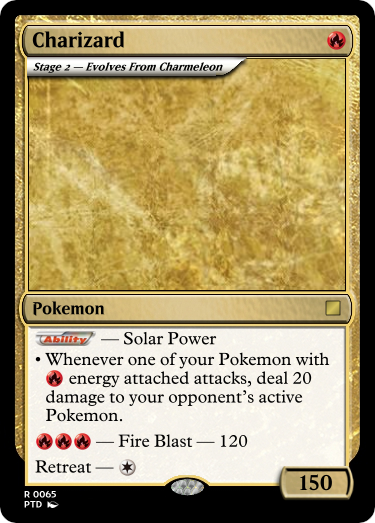 Charizard
Stage 2 — Evolves From Charmeleon
Pokemon
Ability — Solar Power
• Whenever one of your Pokemon with
energy attached attacks, deal 20
damage to your opponent's active
Pokemon.
— Fire Blast — 120
Retreat —
150
R 0065
PTD